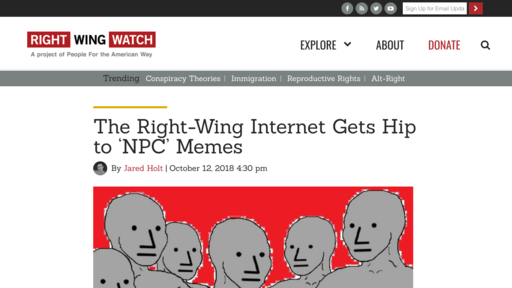 Sign Up for Email Upda
RIGHT WING WATCH
A project of People For the American Way
EXPLORE ABOUT DONATE
Trending Conspiracy Theories | Immigration | Reproductive Rights | Alt-Right
The Right-Wing Internet Gets Hip
to ‘NPC’ Memes
By Jared Holt | October 12, 2018 4:30 pm